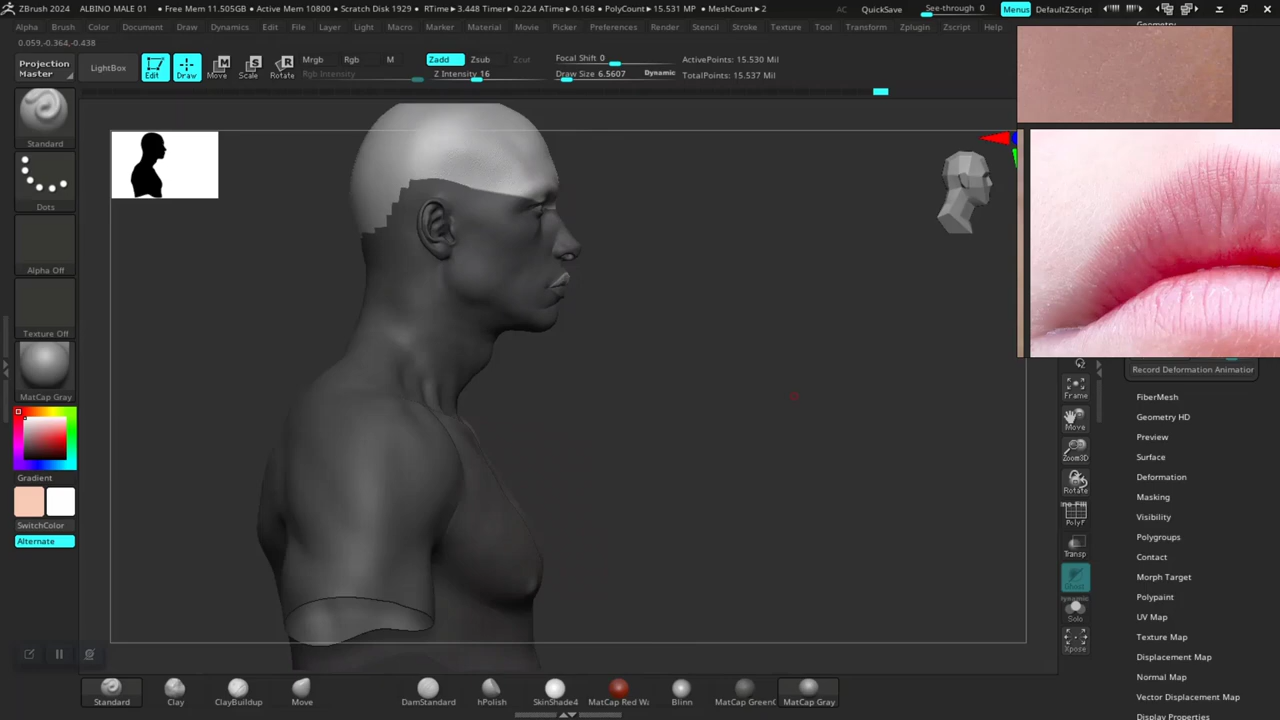 ZBrush 2024 ALBINO MALE 01 ● Free Mem 11.505GB ● Active Mem 10800 ● Scratch Disk 1929 ● RTime▸3.448 Timer▸0.224 ATime▸0.168 ● PolyCount▸15.531 MP ● MeshCount▸2 AC QuickSave See-through 0 Menus DefaultZScript
Alpha Brush Color Document Draw Dynamics Edit File Layer Light Macro Marker Material Movie Picker Preferences Render Stencil Stroke Texture Tool Transform Zplugin Zscript Help
0.059,-0.364,-0.438
Projection
Master
LightBox
Edit
Draw
Move
Scale
Rotate
Mrgb Rgb M
Rgb Intensity
Zadd Zsub Zcut
Z Intensity 16
Focal Shift 0
Draw Size 6.5607 Dynamic
ActivePoints: 15.530 Mil
TotalPoints: 15.537 Mil
Standard
Dots
Alpha Off
Texture Off
MatCap Gray
Gradient
SwitchColor
Alternate
Frame
Move
Zoom3D
Rotate
PolyF
Transp
Ghost
Dynamic
Solo
Xpose
Record Deformation Animation
FiberMesh
Geometry HD
Preview
Surface
Deformation
Masking
Visibility
Polygroups
Contact
Morph Target
Polypaint
UV Map
Texture Map
Displacement Map
Normal Map
Vector Displacement Map
Display Properties
Standard
Clay
ClayBuildup
Move
DamStandard
hPolish
SkinShade4
MatCap Red Wa
Blinn
MatCap GreenC
MatCap Gray